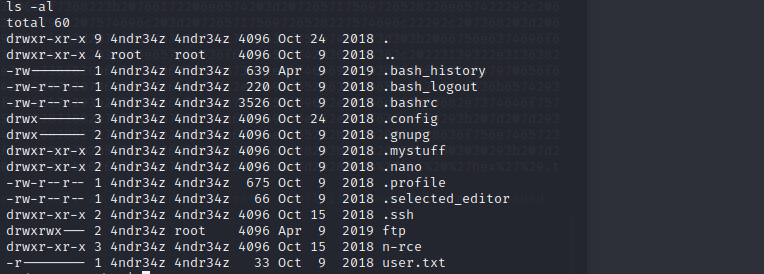 ls -al
total 60
drwxr-xr-x 9 4ndr34z 4ndr34z 4096 Oct 24  2018 .
drwxr-xr-x 4 root    root    4096 Oct  9  2018 ..
-rw------- 1 4ndr34z 4ndr34z  639 Apr  9  2019 .bash_history
-rw-r--r-- 1 4ndr34z 4ndr34z  220 Oct  9  2018 .bash_logout
-rw-r--r-- 1 4ndr34z 4ndr34z 3526 Oct  9  2018 .bashrc
drwx------ 3 4ndr34z 4ndr34z 4096 Oct 24  2018 .config
drwx------ 2 4ndr34z 4ndr34z 4096 Oct  9  2018 .gnupg
drwxr-xr-x 2 4ndr34z 4ndr34z 4096 Oct  9  2018 .mystuff
drwxr-xr-x 2 4ndr34z 4ndr34z 4096 Oct  9  2018 .nano
-rw-r--r-- 1 4ndr34z 4ndr34z  675 Oct  9  2018 .profile
-rw-r--r-- 1 4ndr34z 4ndr34z   66 Oct  9  2018 .selected_editor
drwxr-xr-x 2 4ndr34z 4ndr34z 4096 Oct 15  2018 .ssh
drwxrwx--- 2 4ndr34z root    4096 Apr  9  2019 ftp
drwxr-xr-x 3 4ndr34z 4ndr34z 4096 Oct 15  2018 n-rce
-r-------- 1 4ndr34z 4ndr34z   33 Oct  9  2018 user.txt